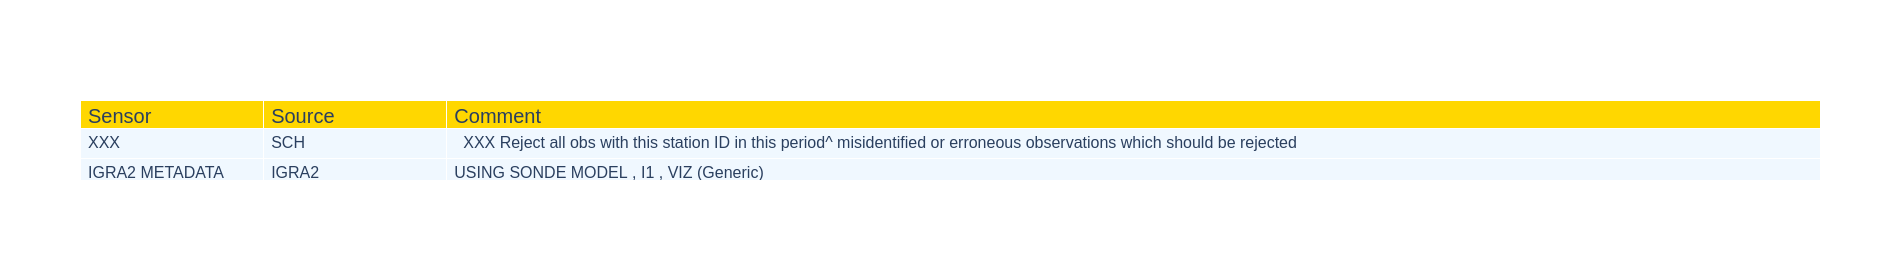 Sensor Source Comment
XXX SCH XXX Reject all obs with this station ID in this period^ misidentified or erroneous observations which should be rejected
IGRA2 METADATA IGRA2 USING SONDE MODEL , I1 , VIZ (Generic)